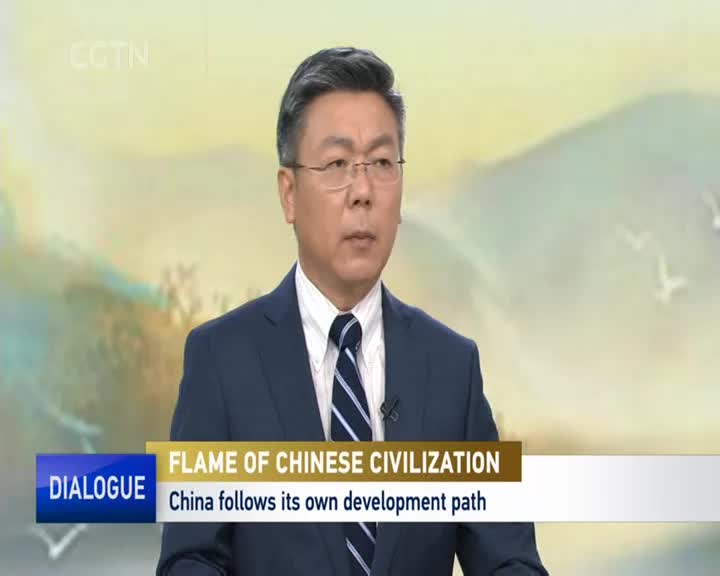 CGTN
FLAME OF CHINESE CIVILIZATION
DIALOGUE
China follows its own development path